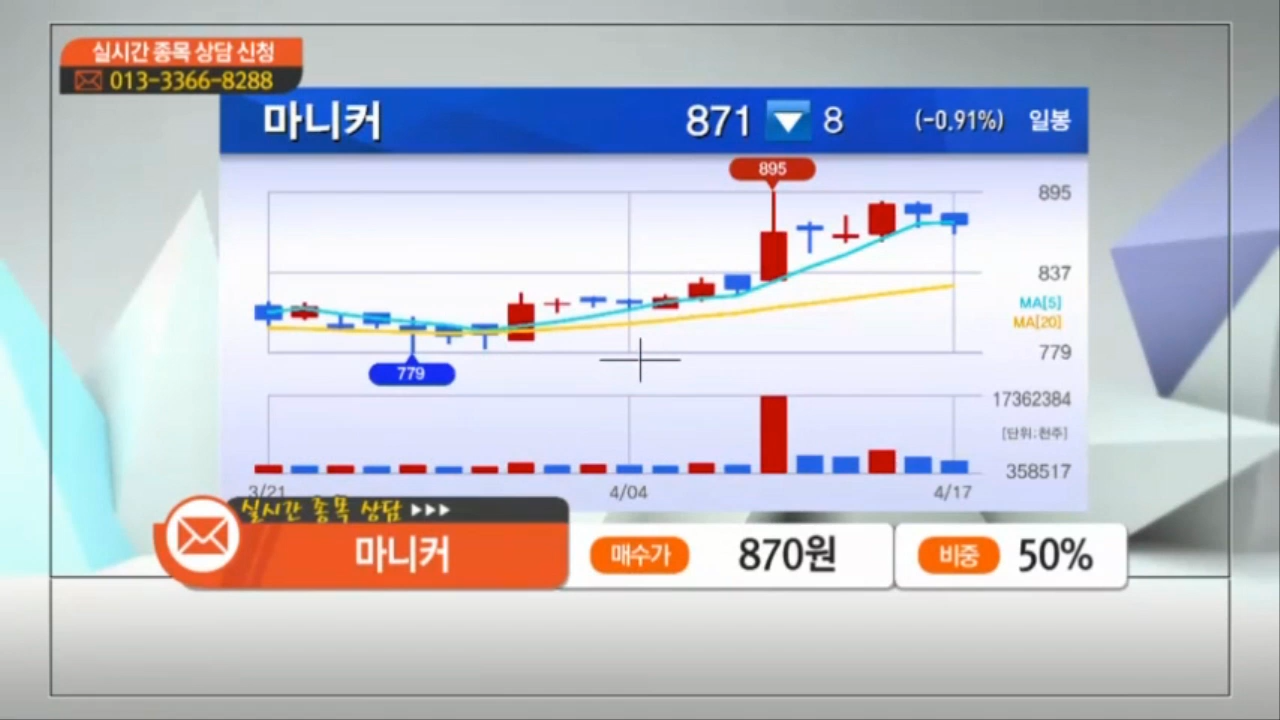 실시간 종목 상담 신청
013-3366-8288
마니커 871 ▼ 8 (-0.91%) 일봉
895
895
837
MA[5]
MA[20]
779
779
17362384
[단위:천주]
358517
3/21 4/04 4/17
실시간 종목 상담 ▶▶▶
마니커 매수가 870원 비중 50%